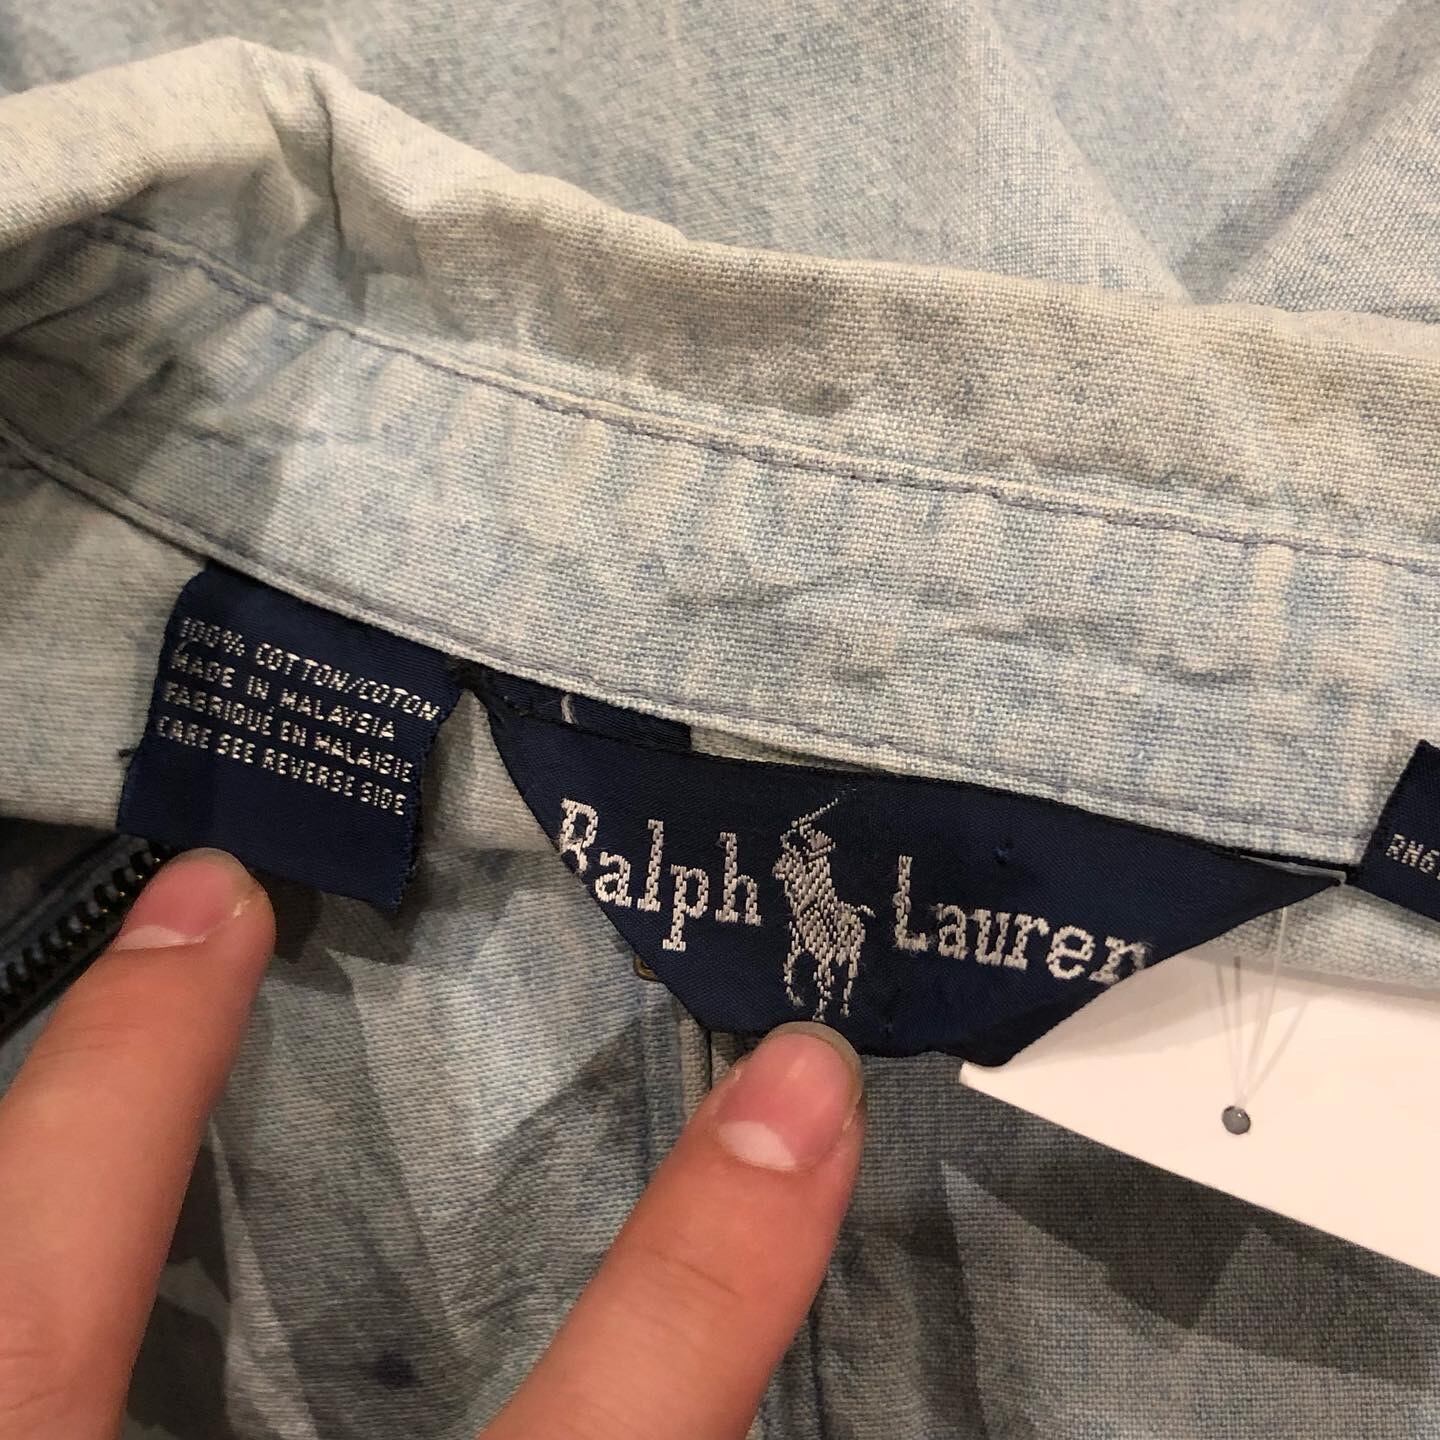 100% COTTON/COTON
MADE IN MALAYSIA
FABRIQUÉ EN MALAISIE
CARE SEE REVERSE SIDE
Ralph Lauren